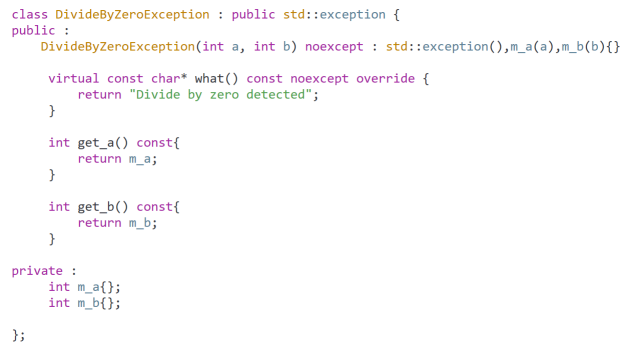 class DivideByZeroException : public std::exception {
public :
    DivideByZeroException(int a, int b) noexcept : std::exception(),m_a(a),m_b(b){}
     virtual const char* what() const noexcept override {
         return "Divide by zero detected";
     }
     int get_a() const{
         return m_a;
     }
     int get_b() const{
         return m_b;
     }
private :
     int m_a{};
     int m_b{};
};